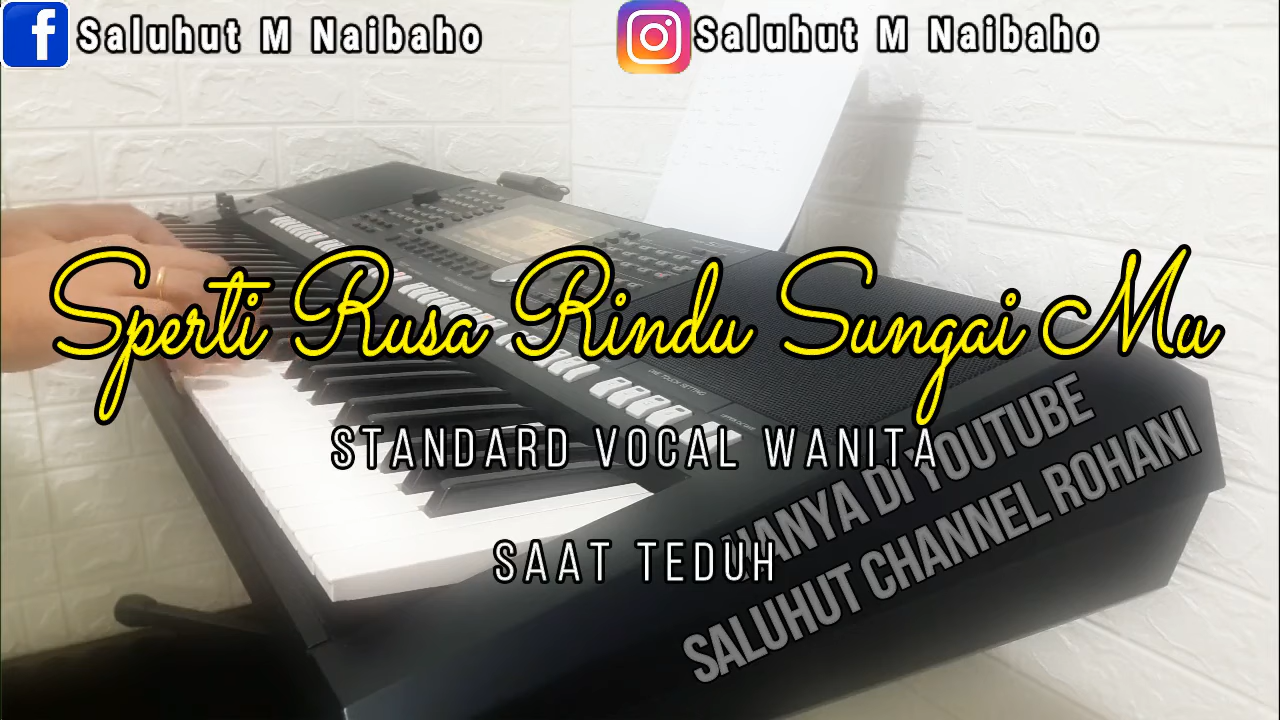 Saluhut M Naibaho
Saluhut M Naibaho
Sperti Rusa Rindu Sungai Mu
STANDARD VOCAL WANITA
HANYA DI YOUTUBE
SALUHUT CHANNEL ROHANI
SAAT TEDUH